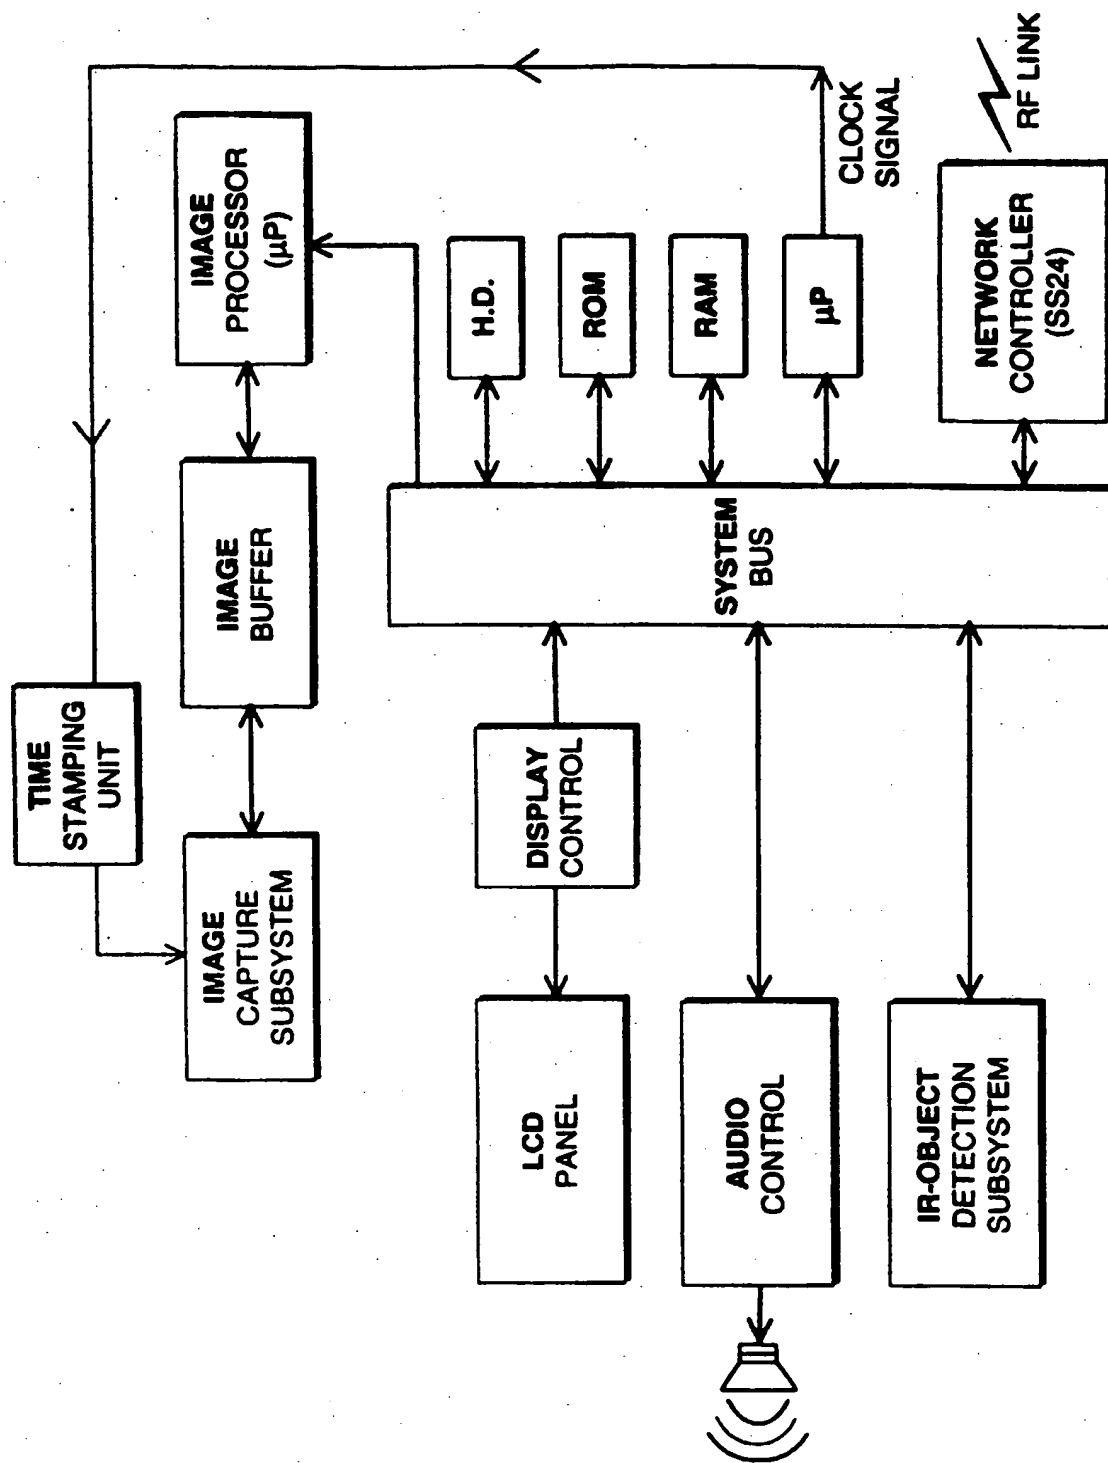 TIME
STAMPING
UNIT
IMAGE
CAPTURE
SUBSYSTEM
IMAGE
BUFFER
IMAGE
PROCESSOR
(µP)
LCD
PANEL
DISPLAY
CONTROL
H.D.
ROM
RAM
µP
CLOCK
SIGNAL
SYSTEM
BUS
AUDIO
CONTROL
IR-OBJECT
DETECTION
SUBSYSTEM
NETWORK
CONTROLLER
(SS24)
RF LINK